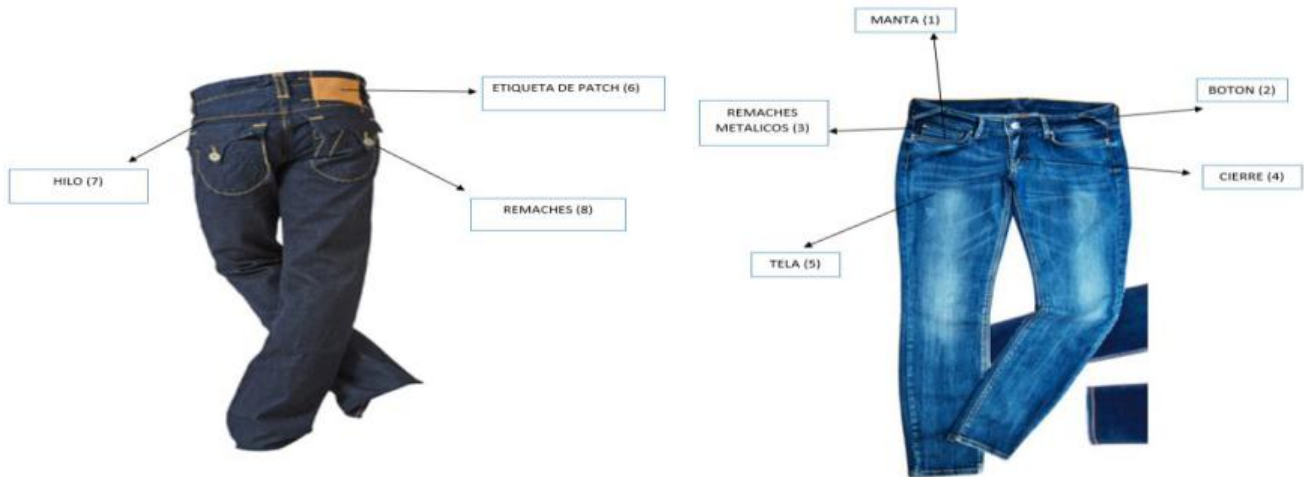 ETIQUETA DE PATCH (6)
HILO (7)
REMACHES (8)
MANTA (1)
BOTON (2)
REMACHES
METALICOS (3)
CIERRE (4)
TELA (5)